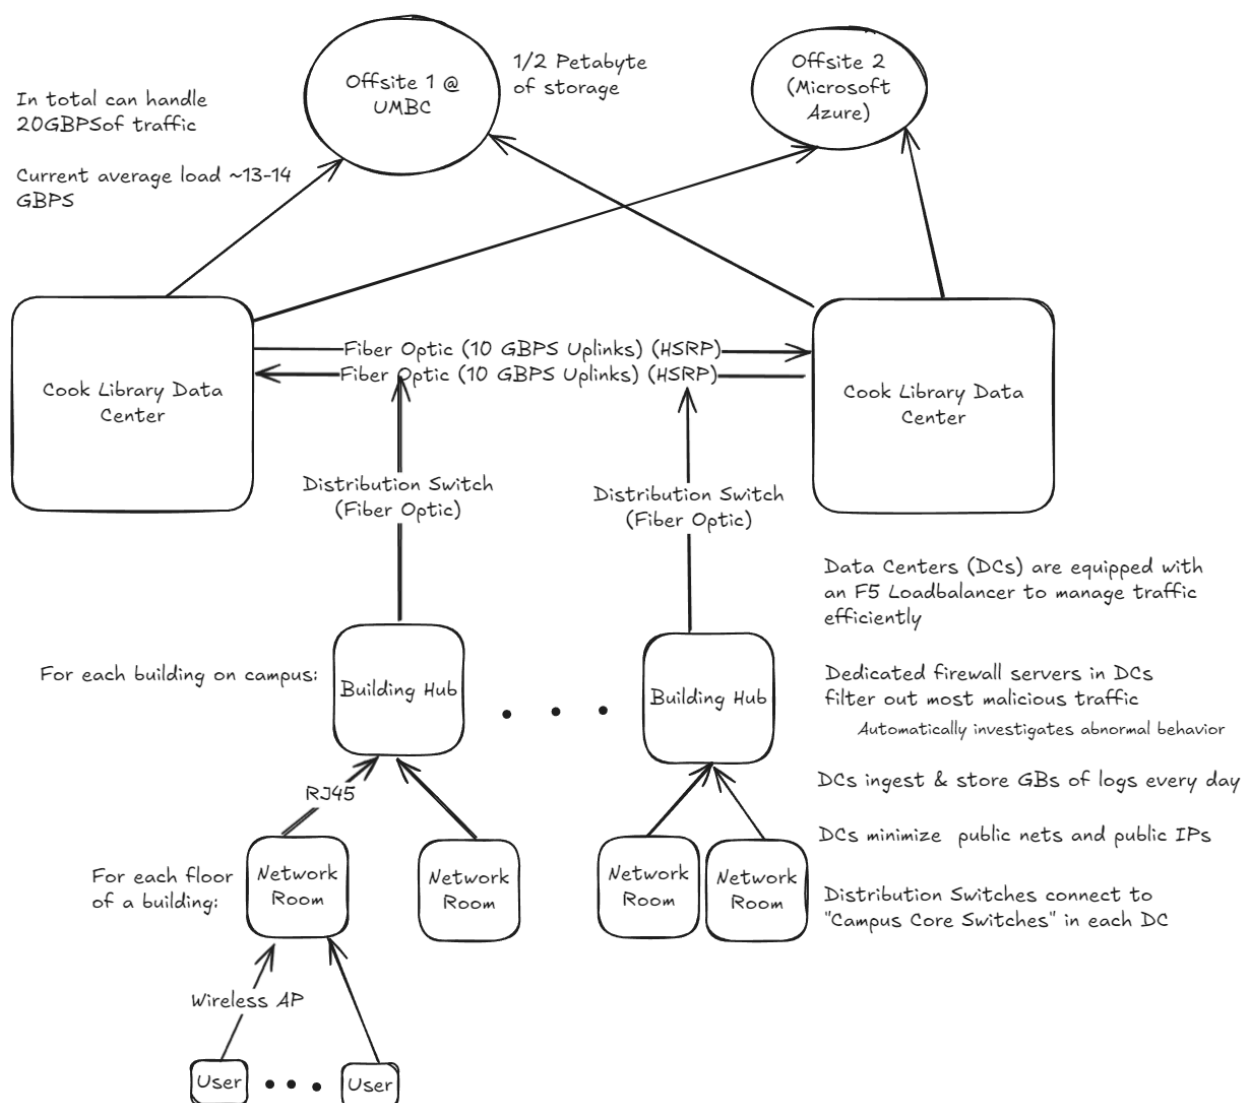 Offsite 1 @
UMBC
1/2 Petabyte
of storage
Offsite 2
(Microsoft
Azure)
In total can handle
20GBPSof traffic
Current average load ~13-14
GBPS
Cook Library Data
Center
Fiber Optic (10 GBPS Uplinks) (HSRP)
Fiber Optic (10 GBPS Uplinks) (HSRP)
Cook Library Data
Center
Distribution Switch
(Fiber Optic)
Distribution Switch
(Fiber Optic)
Data Centers (DCs) are equipped with
an F5 Loadbalancer to manage traffic
efficiently
For each building on campus:
Building Hub
Building Hub
Dedicated firewall servers in DCs
filter out most malicious traffic
Automatically investigates abnormal behavior
DCs ingest & store GBs of logs every day
RJ45
DCs minimize public nets and public IPs
For each floor
of a building:
Network
Room
Network
Room
Network
Room
Network
Room
Distribution Switches connect to
"Campus Core Switches" in each DC
Wireless AP
User
User